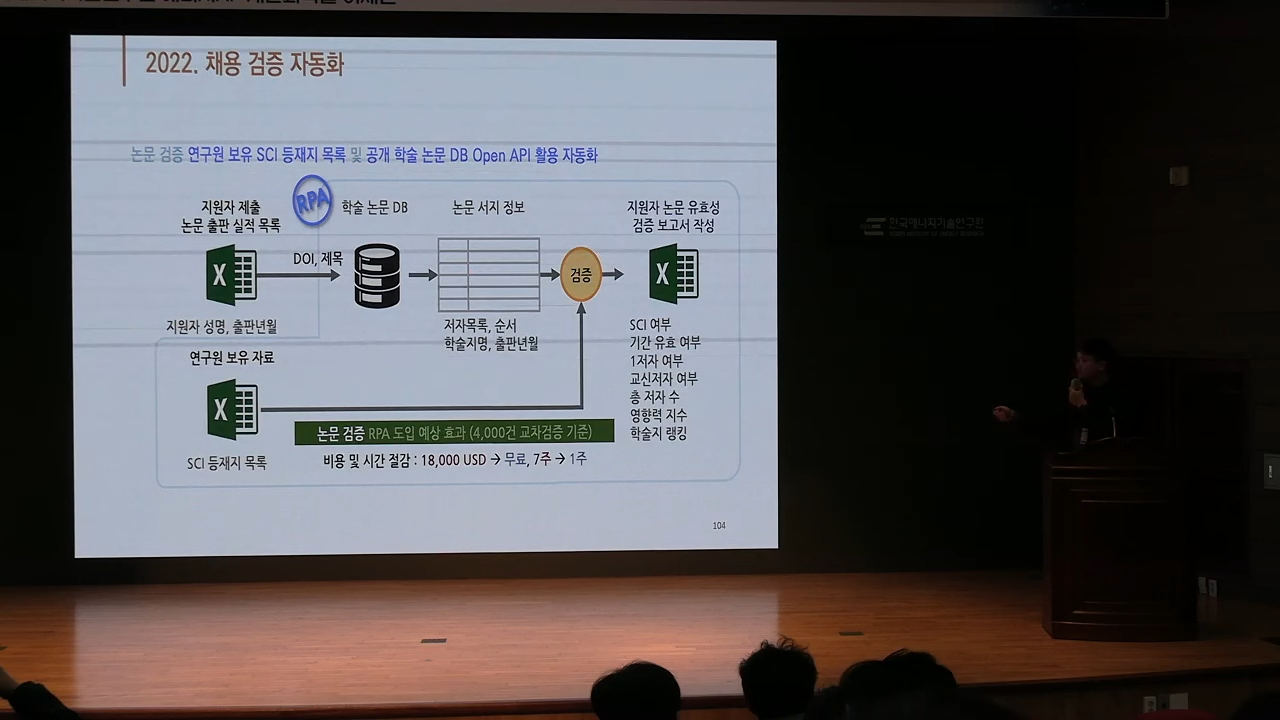 2022. 채용 검증 자동화
논문 검증 연구원 보유 SCI 등재지 목록 및 공개 학술 논문 DB Open API 활용 자동화
RPA
지원자 제출
논문 출판 실적 목록
학술 논문 DB
논문 서지 정보
지원자 논문 유효성
검증 보고서 작성
DOI, 제목
X
검증
X
지원자 성명, 출판년월
저자목록, 순서
학술지명, 출판년월
SCI 여부
기간 유효 여부
1저자 여부
교신저자 여부
총 저자 수
영향력 지수
학술지 랭킹
연구원 보유 자료
X
SCI 등재지 목록
논문 검증 RPA 도입 예상 효과 (4,000건 교차검증 기준)
비용 및 시간 절감 : 18,000 USD → 무료, 7주 → 1주
104
한국에너지기술연구원